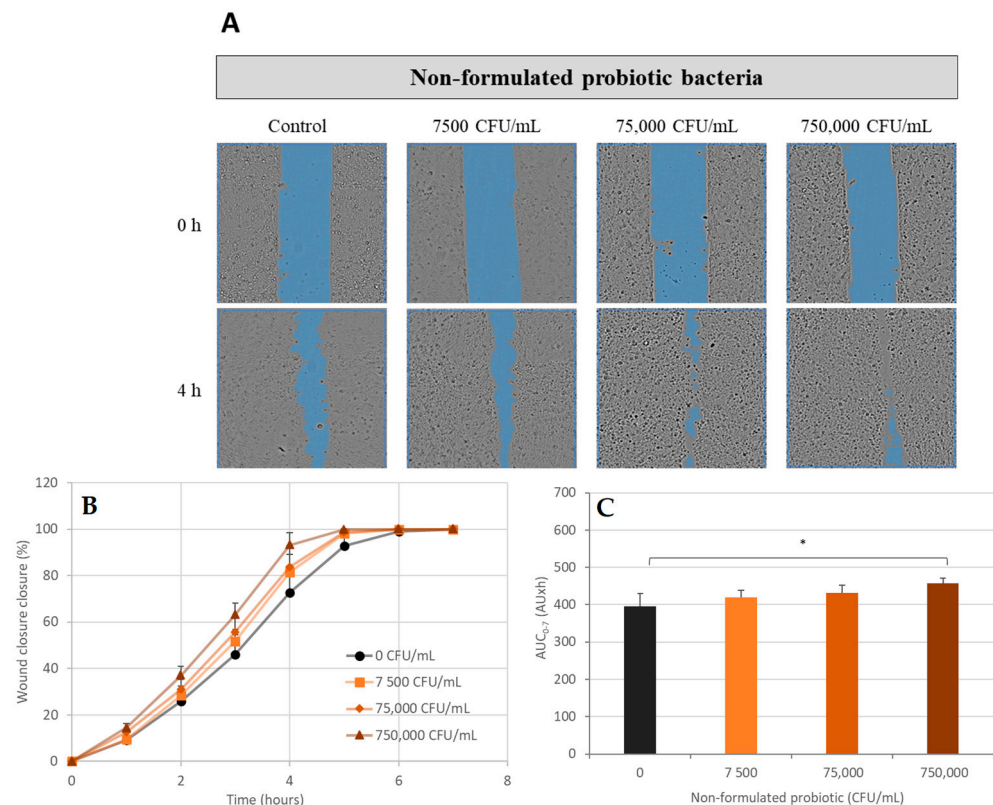 A
Non-formulated probiotic bacteria
Control 7500 CFU/mL 75,000 CFU/mL 750,000 CFU/mL
0 h
4 h
B
120
100
80
60
40
20
0
Wound closure closure (%)
0 CFU/mL
7 500 CFU/mL
75,000 CFU/mL
750,000 CFU/mL
0 2 4 6 8
Time (hours)
C
700
600
500
400
300
200
100
0
AUC0-7 (AUxh)
*
0 7 500 75,000 750,000
Non-formulated probiotic (CFU/mL)